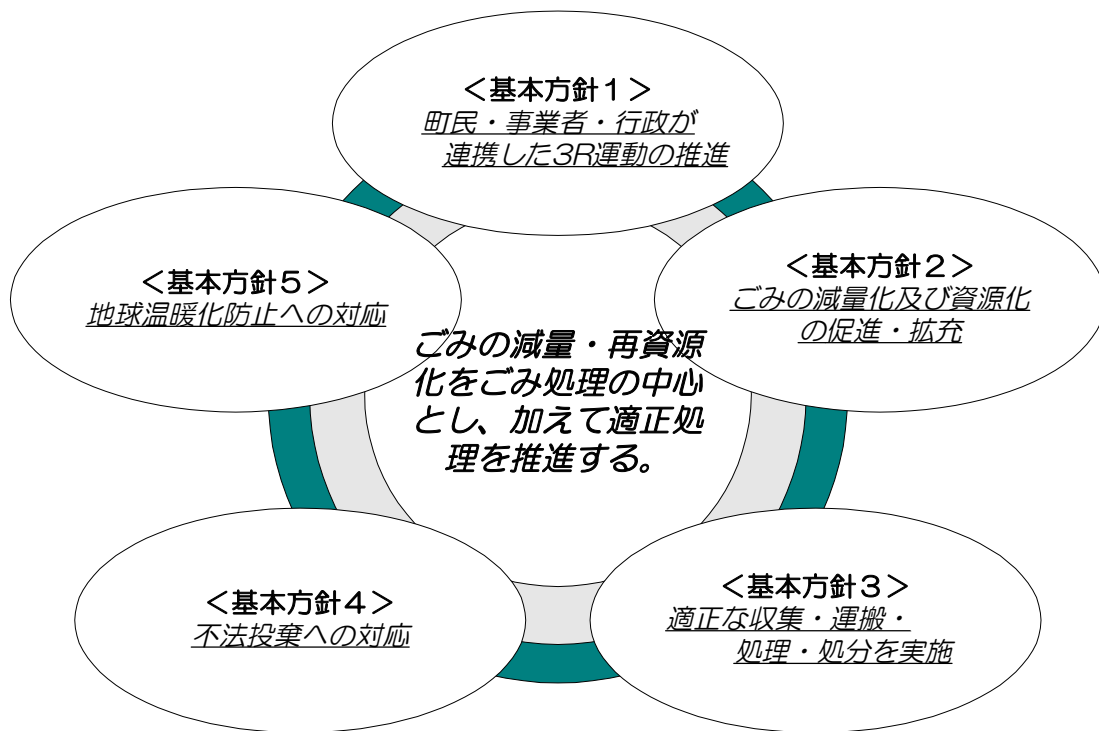 ＜基本方針１＞
町民・事業者・行政が
連携した3R運動の推進
＜基本方針２＞
ごみの減量化及び資源化
の促進・拡充
＜基本方針３＞
適正な収集・運搬・
処理・処分を実施
＜基本方針４＞
不法投棄への対応
＜基本方針５＞
地球温暖化防止への対応
ごみの減量・再資源
化をごみ処理の中心
とし、加えて適正処
理を推進する。